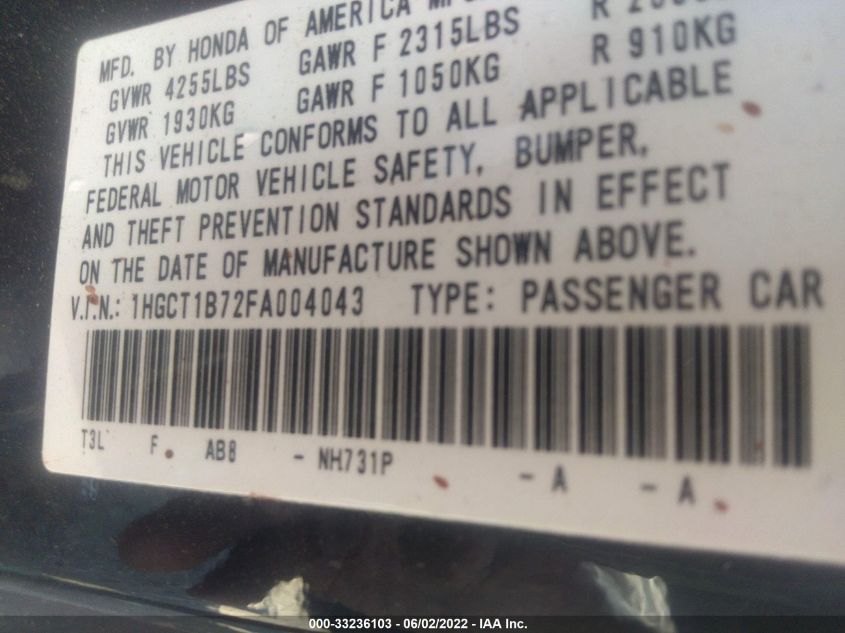 MFD. BY HONDA OF AMERICA
GVWR 4255LBS GAWR F 2315LBS R
GVWR 1930KG GAWR F 1050KG R 910KG
THIS VEHICLE CONFORMS TO ALL APPLICABLE
FEDERAL MOTOR VEHICLE SAFETY, BUMPER,
AND THEFT PREVENTION STANDARDS IN EFFECT
ON THE DATE OF MANUFACTURE SHOWN ABOVE.
V.I.N.: 1HGCT1B72FA004043 TYPE: PASSENGER CAR
T3L F AB8 - NH731P - A - A
000-33236103 - 06/02/2022 - IAA Inc.